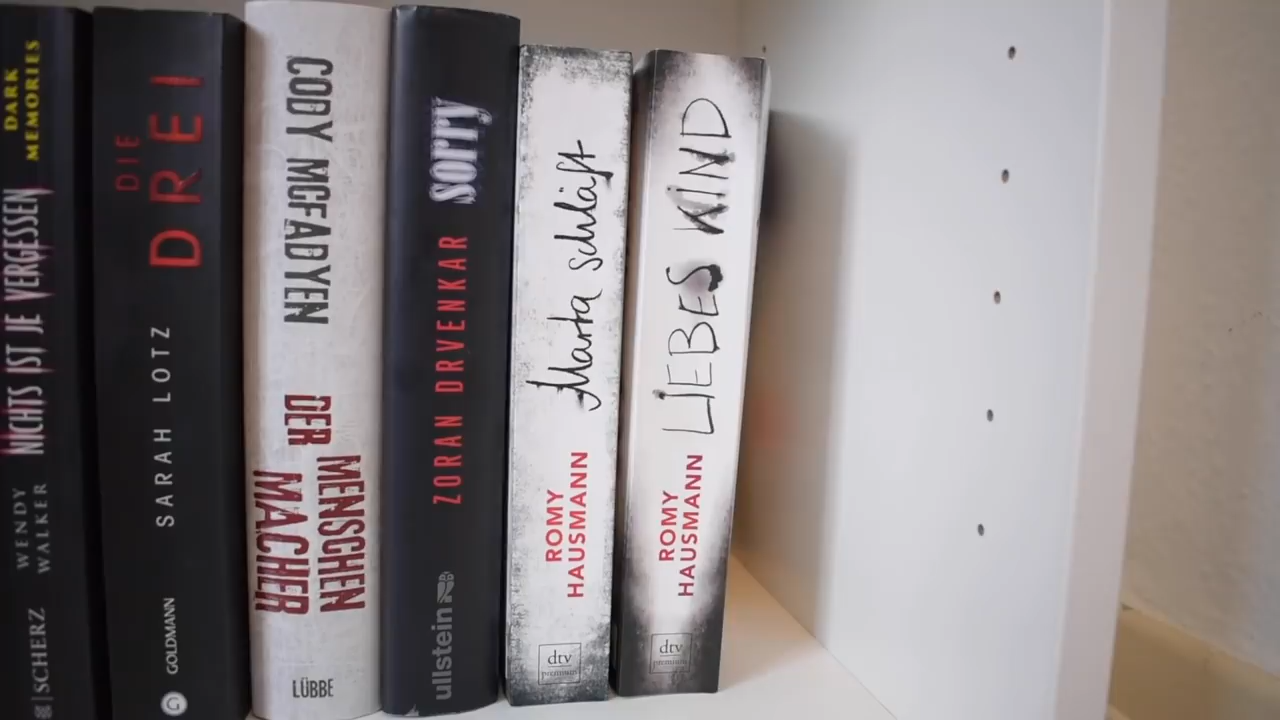 DARK
MEMORIES
NICHTS IST JE VERGESSEN
WENDY
WALKER
SCHERZ
DIE
DREI
SARAH LOTZ
GOLDMANN
G
CODY MCFADYEN
DER
MENSCHEN
MACHER
LÜBBE
sorry
ZORAN DRVENKAR
ullstein
Marta schläft
ROMY
HAUSMANN
dtv
premium
LIEBES KIND
ROMY
HAUSMANN
dtv
premium